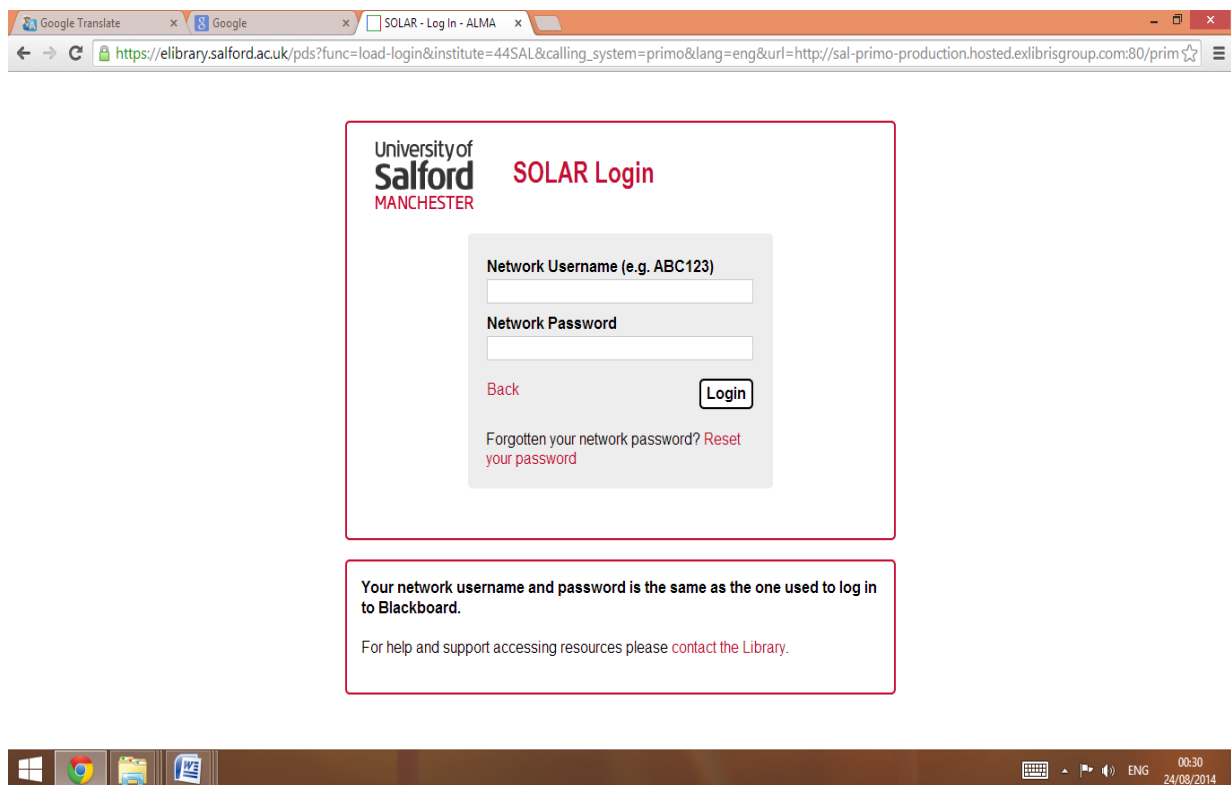 Google Translate
Google
SOLAR - Log In - ALMA
https://elibrary.salford.ac.uk/pds?func=load-login&institute=44SAL&calling_system=primo&lang=eng&url=http://sal-primo-production.hosted.exlibrisgroup.com:80/prim
University of
Salford
MANCHESTER
SOLAR Login
Network Username (e.g. ABC123)
Network Password
Back
Login
Forgotten your network password? Reset
your password
Your network username and password is the same as the one used to log in
to Blackboard.
For help and support accessing resources please contact the Library.
ENG
00:30
24/08/2014